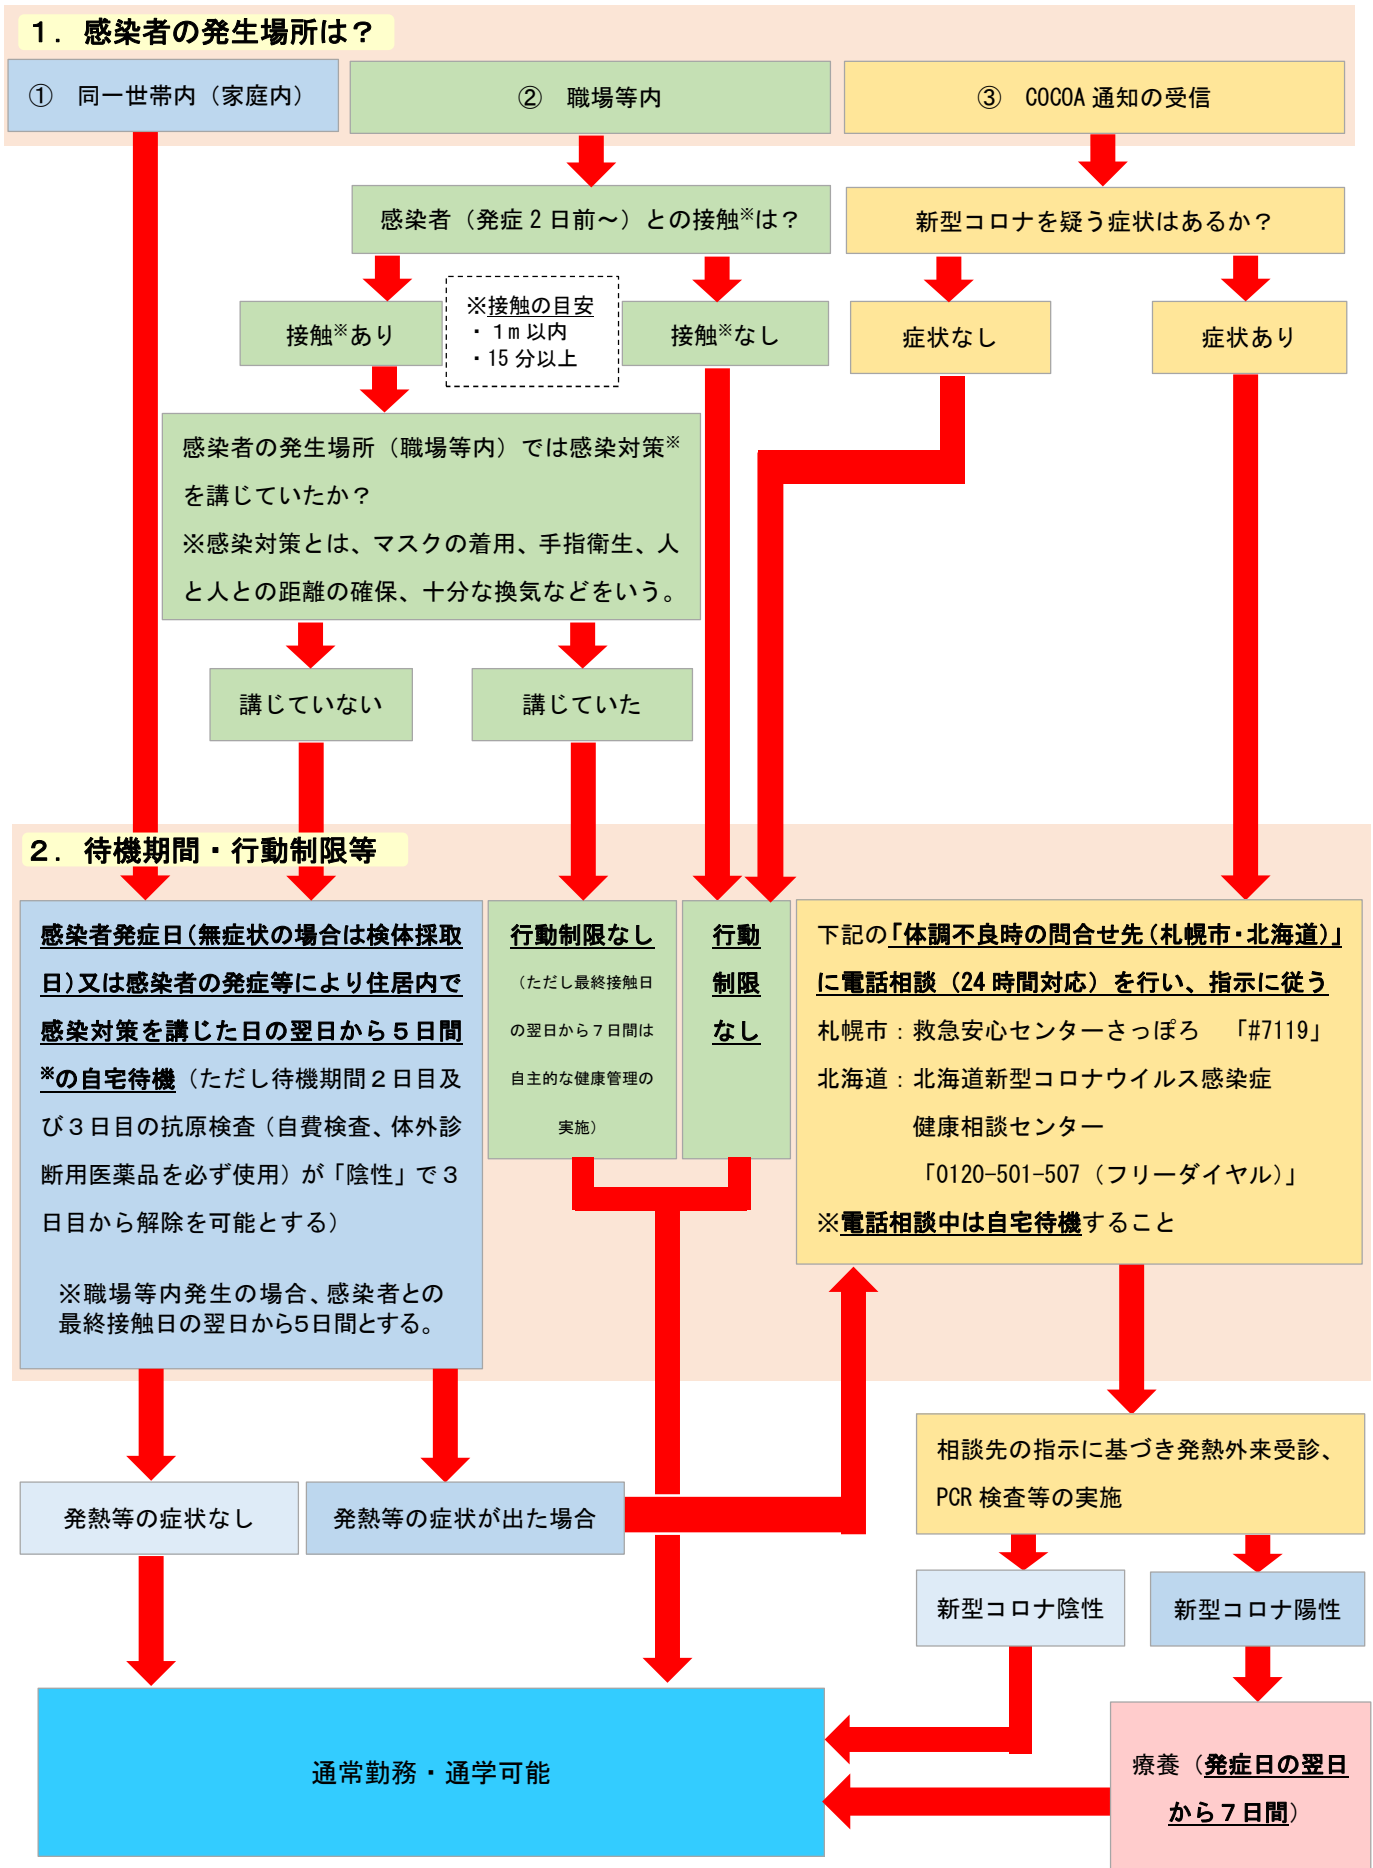 １．感染者の発生場所は？
①　同一世帯内（家庭内）
②　職場等内
③　COCOA 通知の受信
感染者（発症 2 日前～）との接触※は？
新型コロナを疑う症状はあるか？
接触※あり
※接触の目安
・１m 以内
・15 分以上
接触※なし
症状なし
症状あり
感染者の発生場所（職場等内）では感染対策※
を講じていたか？
※感染対策とは、マスクの着用、手指衛生、人
と人との距離の確保、十分な換気などをいう。
講じていない
講じていた
２．待機期間・行動制限等
感染者発症日（無症状の場合は検体採取
日）又は感染者の発症等により住居内で
感染対策を講じた日の翌日から５日間
※の自宅待機（ただし待機期間２日目及
び３日目の抗原検査（自費検査、体外診
断用医薬品を必ず使用）が「陰性」で３
日目から解除を可能とする）
※職場等内発生の場合、感染者との
最終接触日の翌日から5日間とする。
行動制限なし
（ただし最終接触日
の翌日から７日間は
自主的な健康管理の
実施）
行動
制限
なし
下記の「体調不良時の問合せ先（札幌市・北海道）」
に電話相談（24 時間対応）を行い、指示に従う
札幌市：救急安心センターさっぽろ　「#7119」
北海道：北海道新型コロナウイルス感染症
健康相談センター
「0120-501-507（フリーダイヤル）」
※電話相談中は自宅待機すること
相談先の指示に基づき発熱外来受診、
PCR 検査等の実施
発熱等の症状なし
発熱等の症状が出た場合
新型コロナ陰性
新型コロナ陽性
通常勤務・通学可能
療養（発症日の翌日
から７日間）